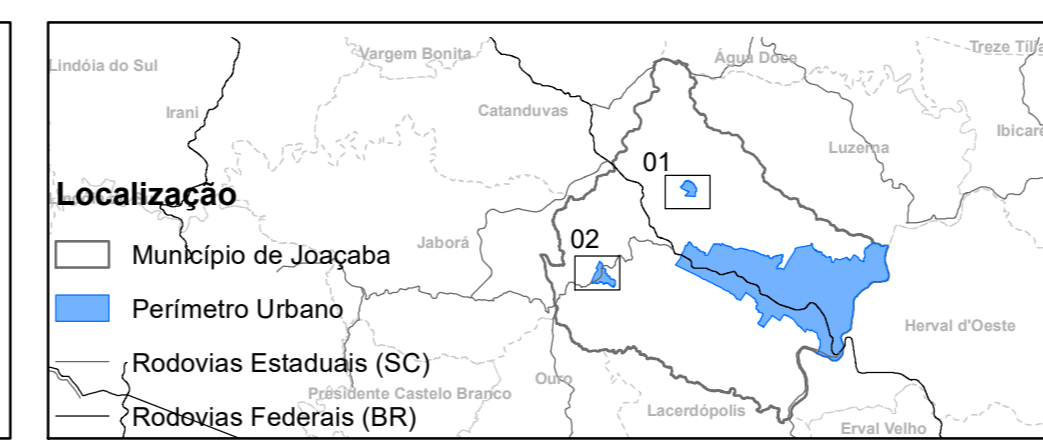 Lindóia do Sul
Vargem Bonita
Água Doce
Treze Tília
Irani
Catanduvas
Ibicaré
Luzerna
01
Localização
02
Jaborá
Município de Joaçaba
Perímetro Urbano
Herval d'Oeste
Rodovias Estaduais (SC)
Ouro
Presidente Castelo Branco
Lacerdópolis
Rodovias Federais (BR)
Erval Velho